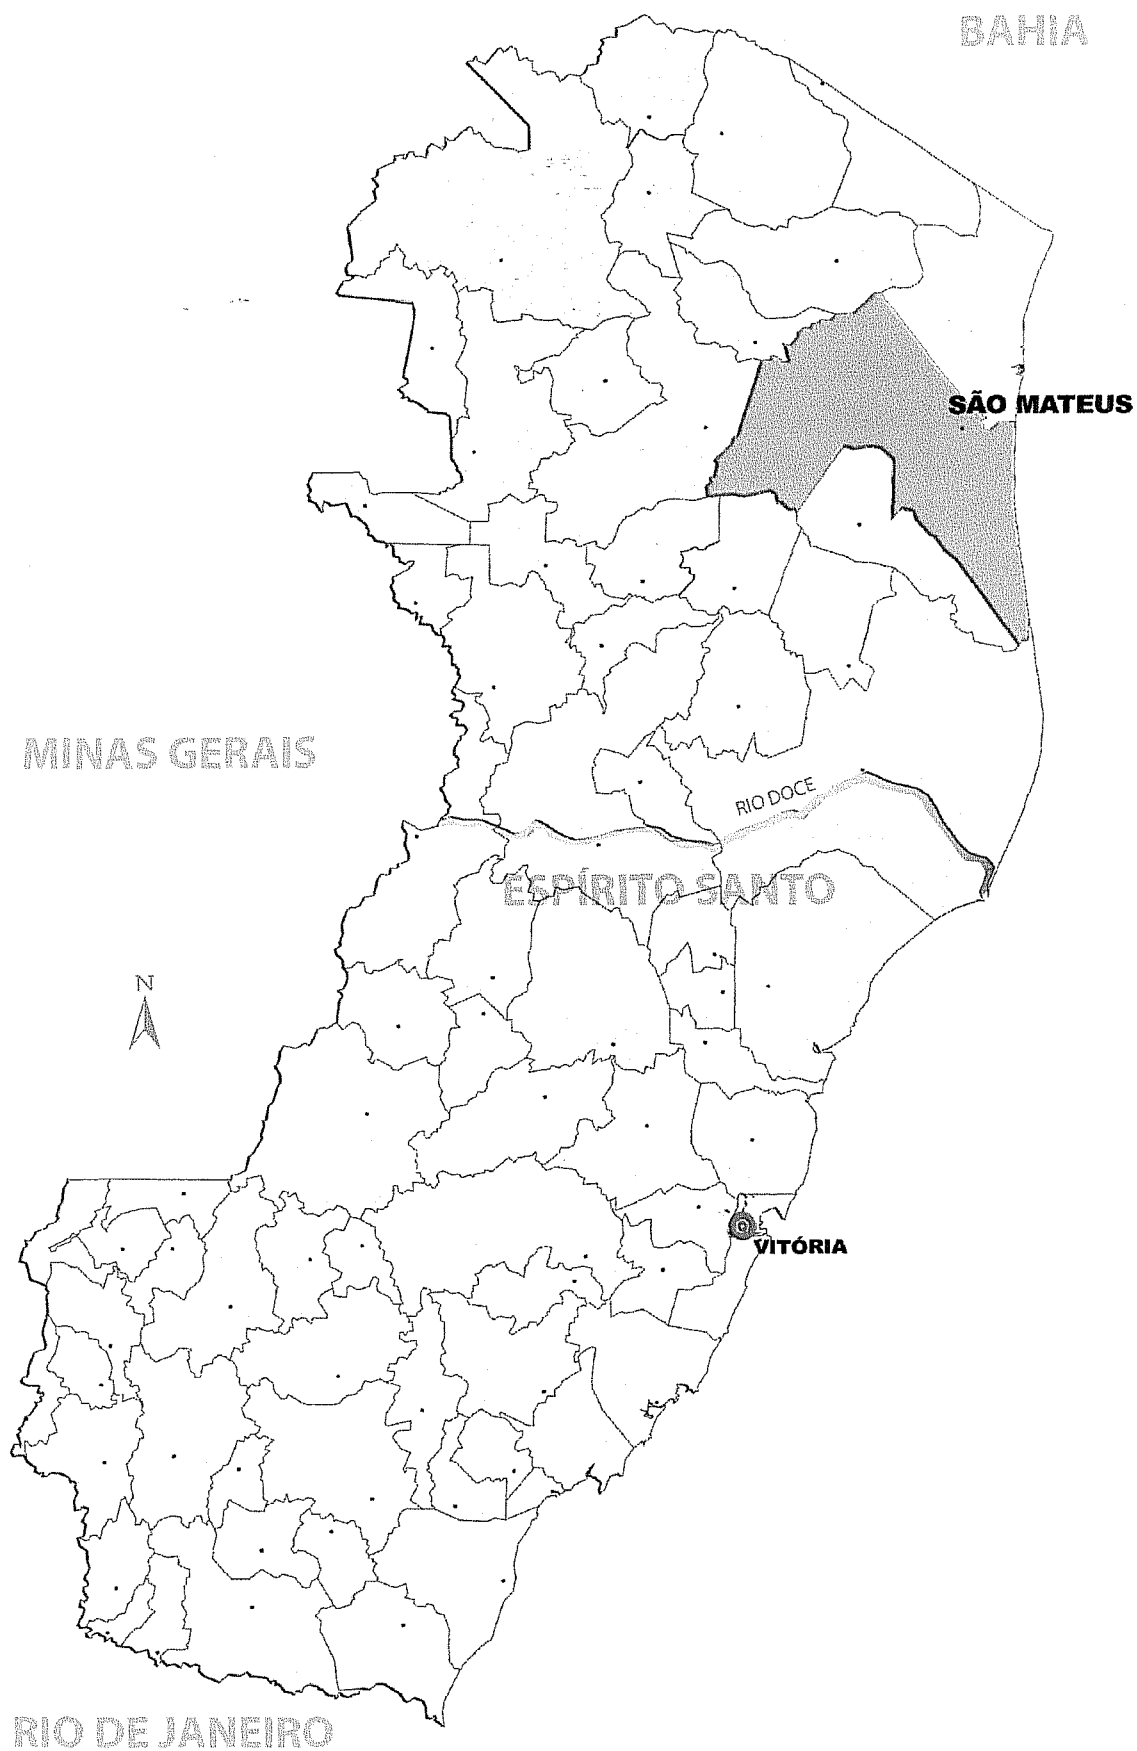 BAHIA
SÃO MATEUS
MINAS GERAIS
RIO DOCE
ESPÍRITO SANTO
N
VITÓRIA
RIO DE JANEIRO